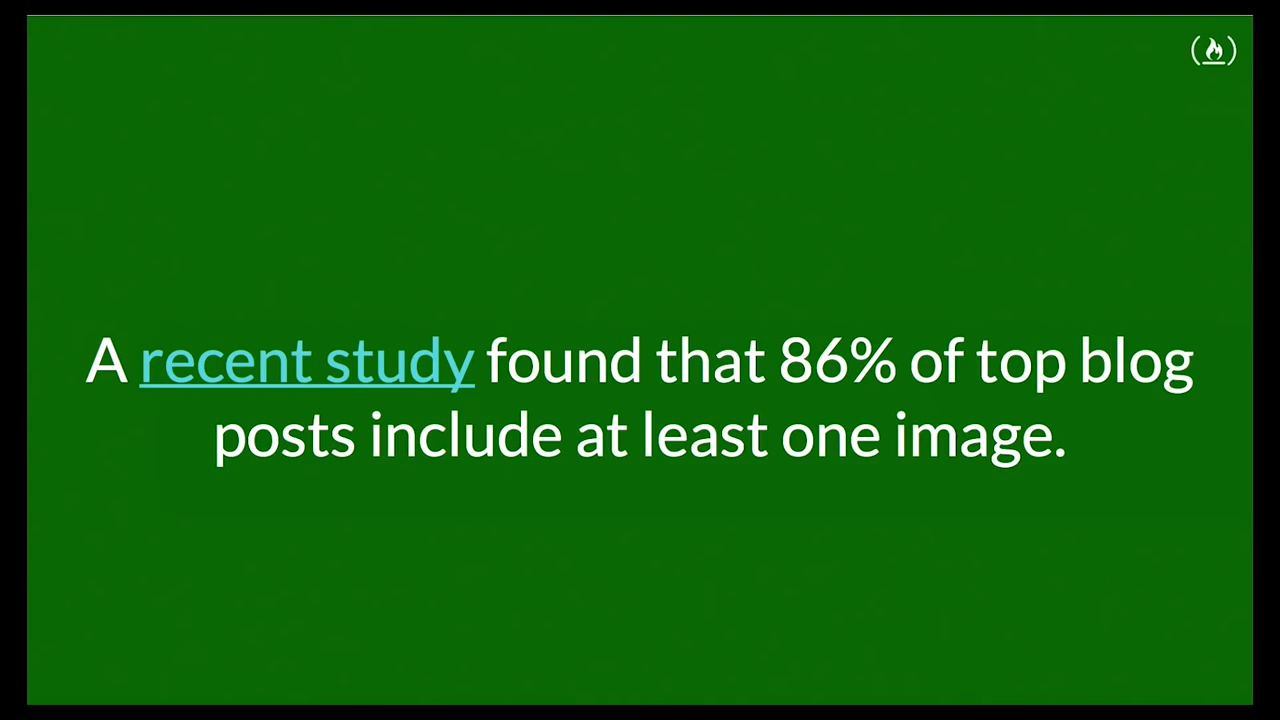 A recent study found that 86% of top blog
posts include at least one image.